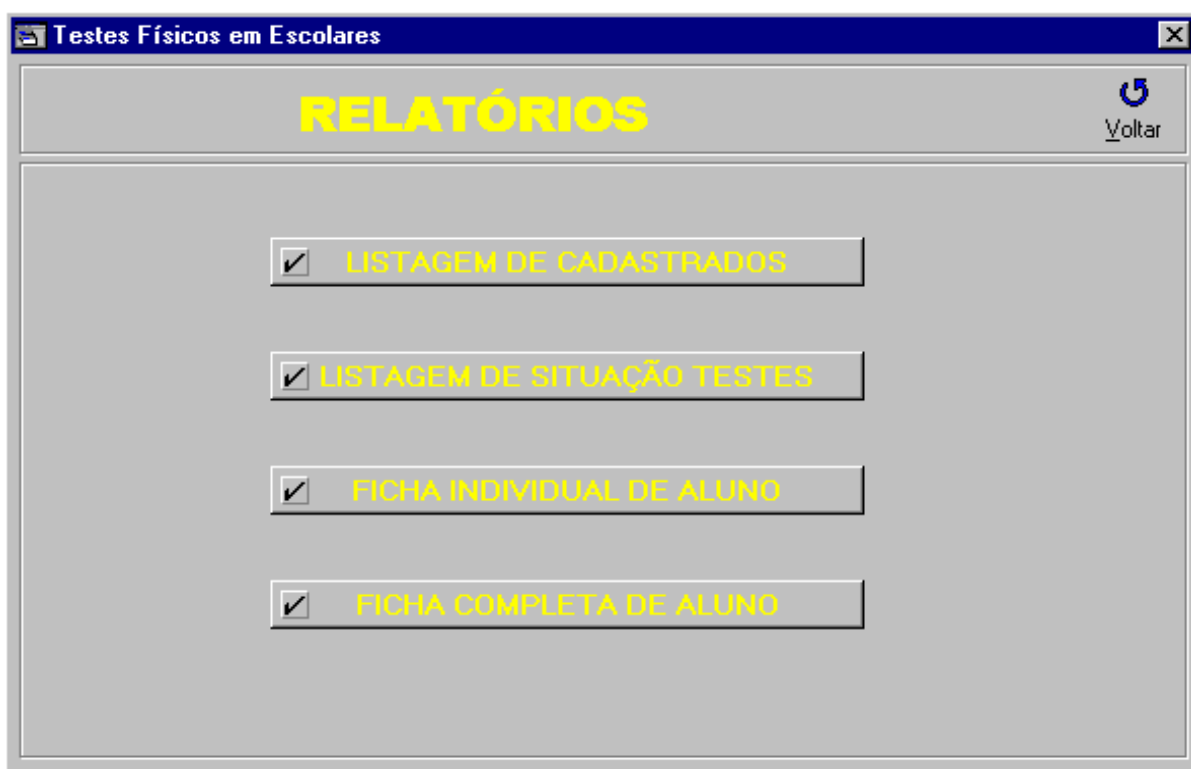 Testes Físicos em Escolares
RELATÓRIOS
Voltar
LISTAGEM DE CADASTRADOS
LISTAGEM DE SITUAÇÃO TESTES
FICHA INDIVIDUAL DE ALUNO
FICHA COMPLETA DE ALUNO